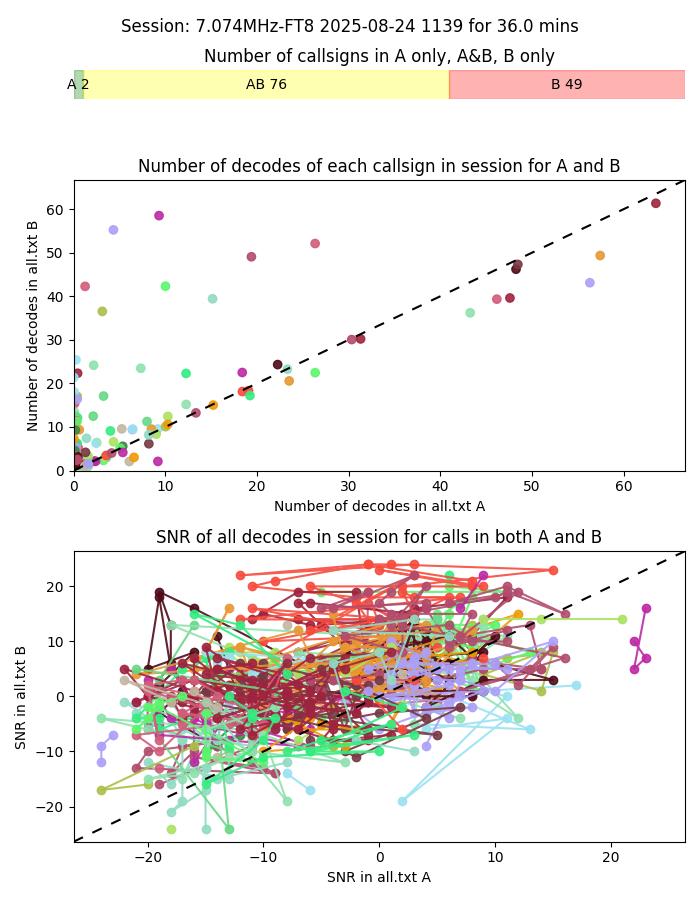 Session: 7.074MHz-FT8 2025-08-24 1139 for 36.0 mins
Number of callsigns in A only, A&B, B only
A 2 AB 76 B 49
Number of decodes of each callsign in session for A and B
Number of decodes in all.txt B
60
50
40
30
20
10
0
0 10 20 30 40 50 60
Number of decodes in all.txt A
SNR of all decodes in session for calls in both A and B
SNR in all.txt B
20
10
0
−10
−20
−20 −10 0 10 20
SNR in all.txt A